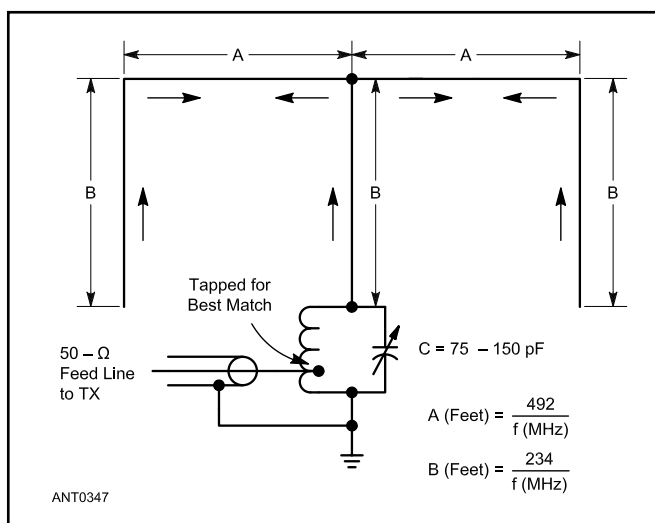 A
A
B
B
B
Tapped for
Best Match
50 – Ω
Feed Line
to TX
C = 75 – 150 pF
A (Feet) = 492
f (MHz)
B (Feet) = 234
f (MHz)
ANT0347